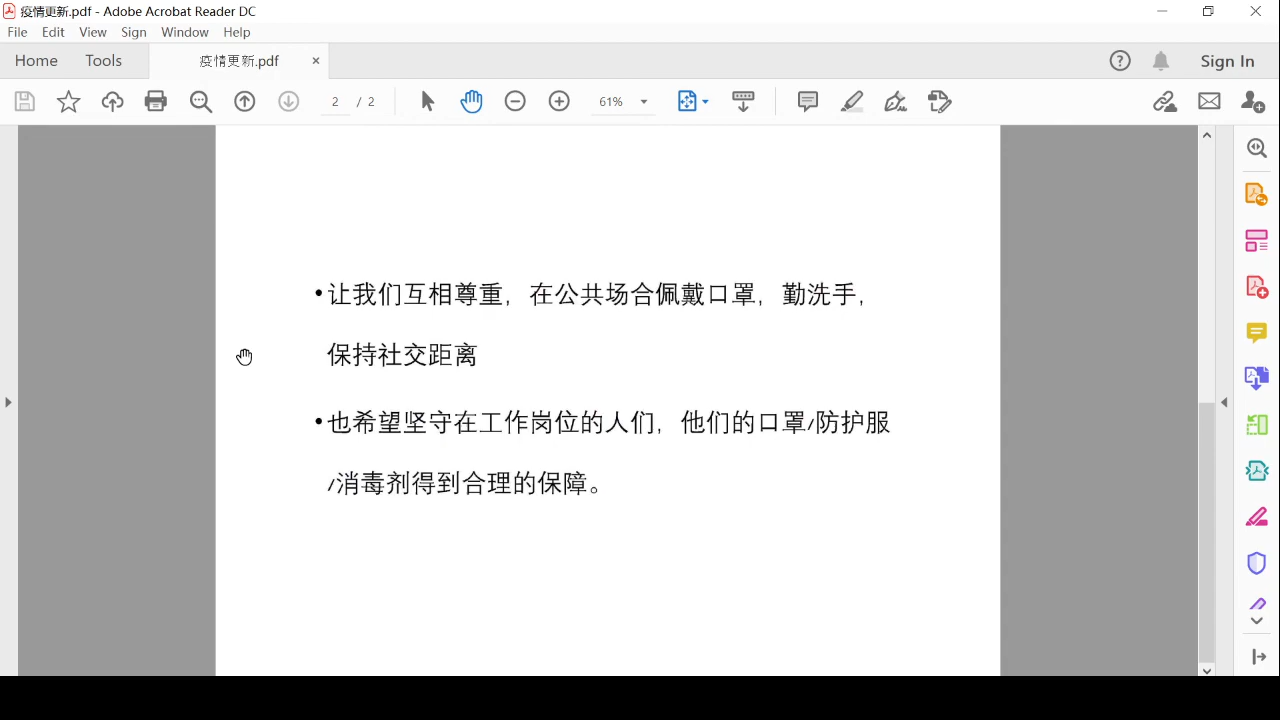 疫情更新.pdf - Adobe Acrobat Reader DC
File Edit View Sign Window Help
Home Tools 疫情更新.pdf × Sign In
2 / 2 61%
•让我们互相尊重，在公共场合佩戴口罩，勤洗手，
保持社交距离
•也希望坚守在工作岗位的人们，他们的口罩/防护服
/消毒剂得到合理的保障。